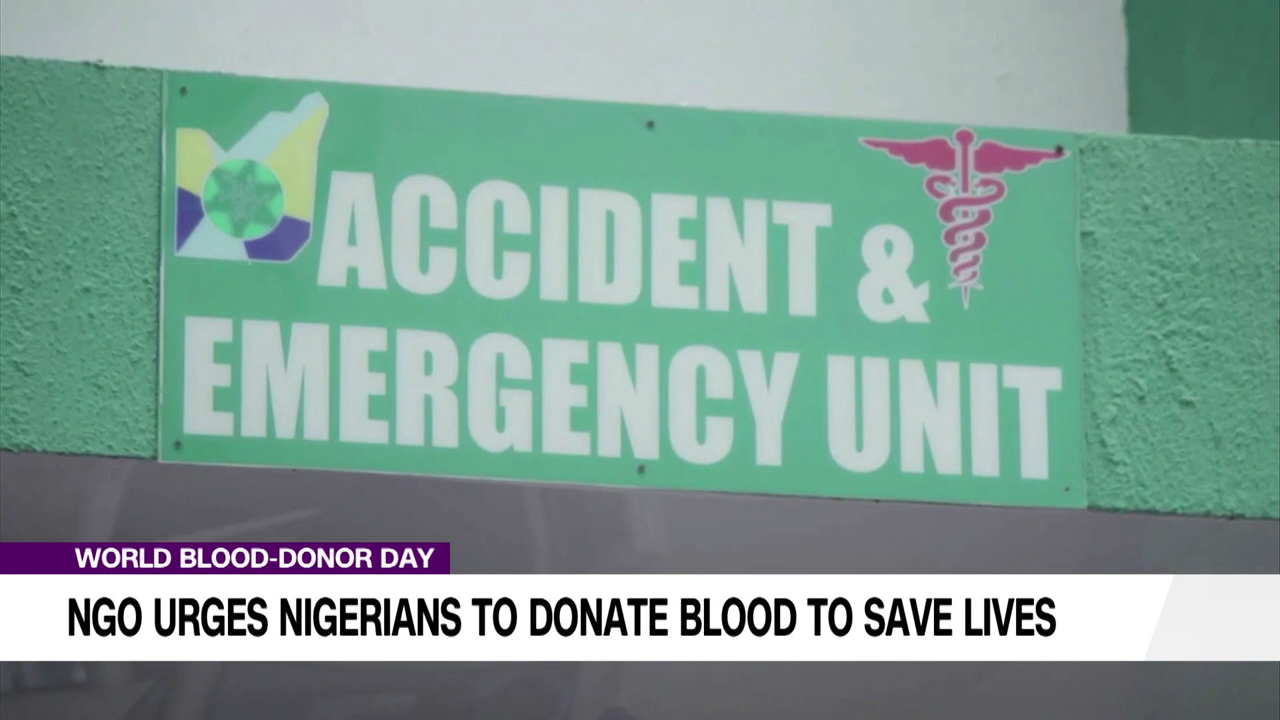 ACCIDENT &
EMERGENCY UNIT
WORLD BLOOD-DONOR DAY
NGO URGES NIGERIANS TO DONATE BLOOD TO SAVE LIVES